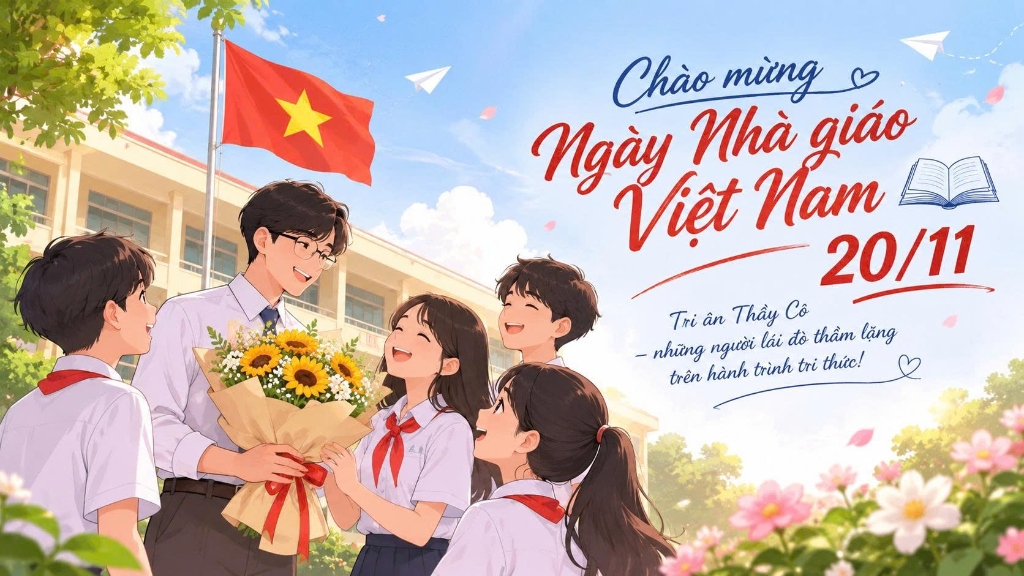 Chào mừng
Ngày Nhà giáo
Việt Nam
20/11
Tri ân Thầy Cô
– những người lái đò thầm lặng
trên hành trình tri thức!